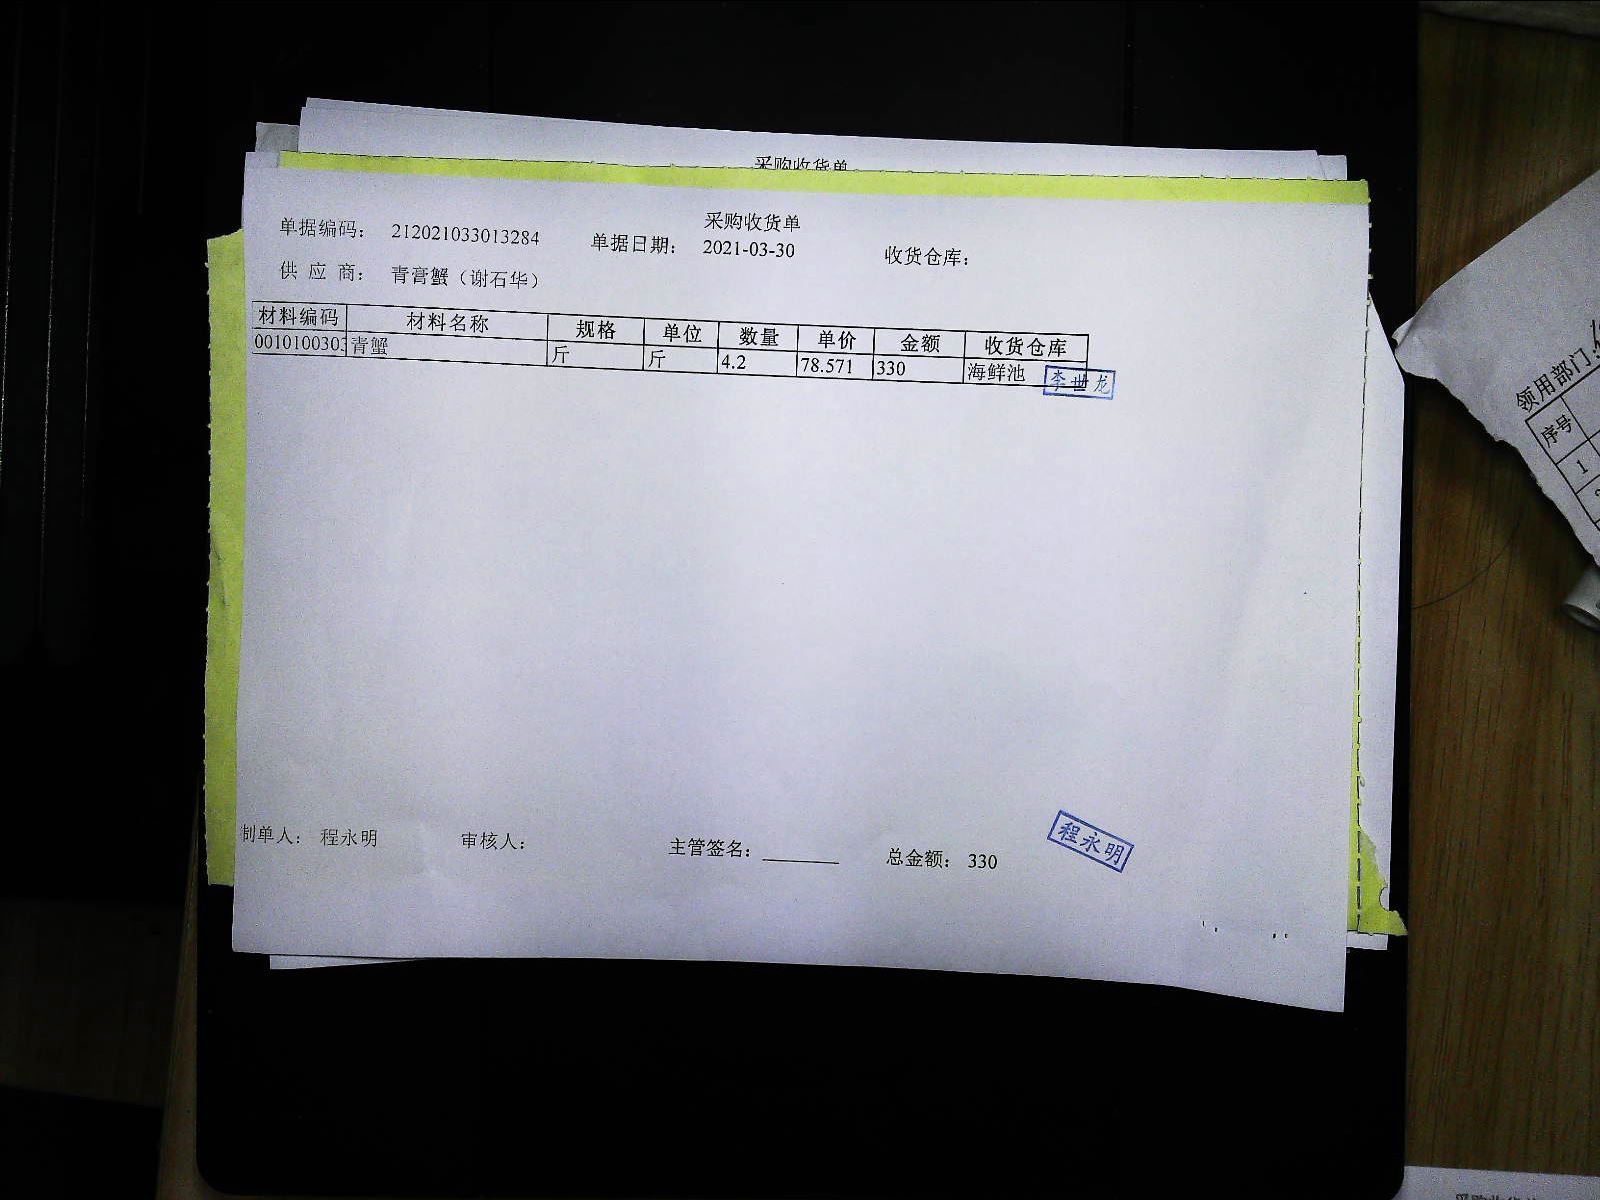 采购收货单
采购收货单
单据编码： 212021033013284 单据日期： 2021-03-30 收货仓库：
供 应 商： 青膏蟹（谢石华）
材料编码 材料名称 规格 单位 数量 单价 金额 收货仓库
0010100303 青蟹 斤 斤 4.2 78.571 330 海鲜池
李世龙
制单人： 程永明 审核人： 主管签名：________ 总金额： 330
程永明
领用部门：
序号
1